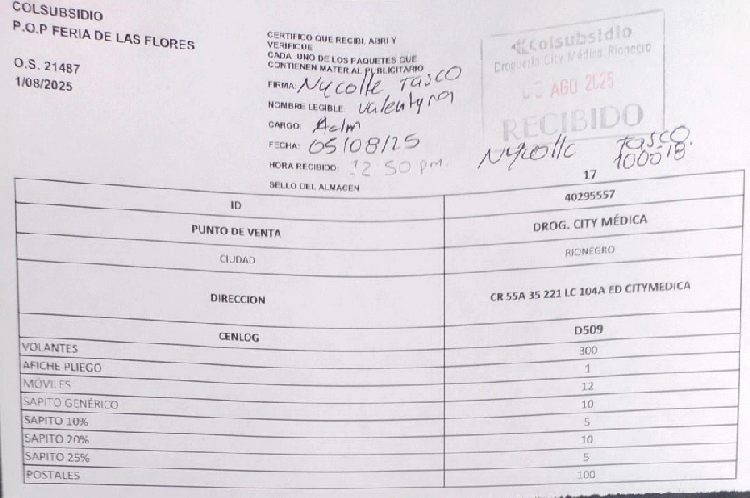 COLSUBSIDIO
P.O.P FERIA DE LAS FLORES
O.S. 21487
1/08/2025
CERTIFICO QUE RECIBI, ABRI Y
VERIFIQUE
CADA UNO DE LOS PAQUETES QUE
CONTIENEN MATERIAL PUBLICITARIO
FIRMA: Nycolle Tasco
NOMBRE LEGIBLE: Valentyna
CARGO: Adm
FECHA: 05/08/25
HORA RECIBIDO: 12:50 pm.
SELLO DEL ALMACEN
Colsubsidio
Droguería City Médica Rionegro
AGO 2025
RECIBIDO
Nycolle Tasco.
100018
17
ID 40295557
PUNTO DE VENTA DROG. CITY MÉDICA
CIUDAD RIONEGRO
DIRECCION CR 55A 35 221 LC 104A ED CITYMEDICA
CENLOG D509
VOLANTES 300
AFICHE PLIEGO 1
MÓVILES 12
SAPITO GENÉRICO 10
SAPITO 10% 5
SAPITO 20% 10
SAPITO 25% 5
POSTALES 100